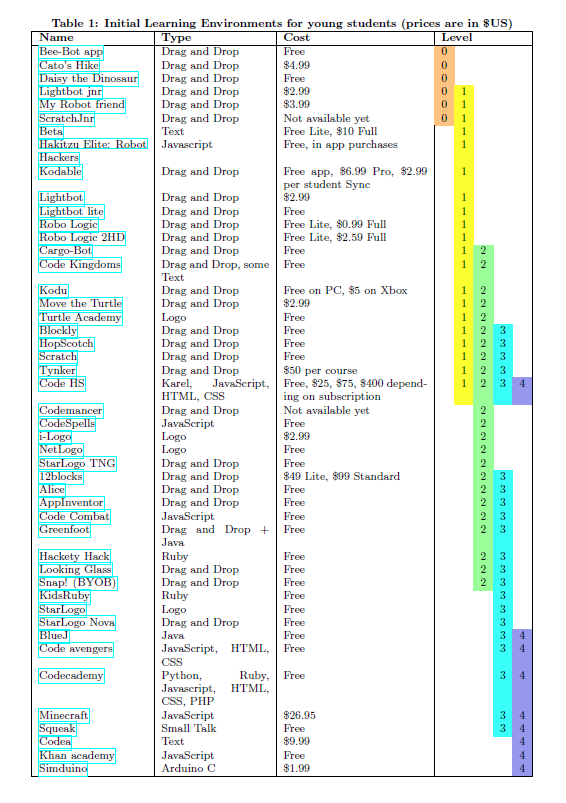 Table 1: Initial Learning Environments for young students (prices are in $US)
Name Type Cost Level
Bee-Bot app Drag and Drop Free 0
Cato's Hike Drag and Drop $4.99 0
Daisy the Dinosaur Drag and Drop Free 0
Lightbot jnr Drag and Drop $2.99 0 1
My Robot friend Drag and Drop $3.99 0 1
ScratchJnr Drag and Drop Not available yet 0 1
Beta Text Free Lite, $10 Full 1
Hakitzu Elite: Robot Javascript Free, in app purchases 1
Hackers
Kodable Drag and Drop Free app, $6.99 Pro, $2.99 1
per student Sync
Lightbot Drag and Drop $2.99 1
Lightbot lite Drag and Drop Free 1
Robo Logic Drag and Drop Free Lite, $0.99 Full 1
Robo Logic 2HD Drag and Drop Free Lite, $2.59 Full 1
Cargo-Bot Drag and Drop Free 1 2
Code Kingdoms Drag and Drop, some Free 1 2
Text
Kodu Drag and Drop Free on PC, $5 on Xbox 1 2
Move the Turtle Drag and Drop $2.99 1 2
Turtle Academy Logo Free 1 2
Blockly Drag and Drop Free 1 2 3
HopScotch Drag and Drop Free 1 2 3
Scratch Drag and Drop Free 1 2 3
Tynker Drag and Drop $50 per course 1 2 3
Code HS Karel, JavaScript, Free, $25, $75, $400 depend- 1 2 3 4
HTML, CSS ing on subscription
Codemancer Drag and Drop Not available yet 2
CodeSpells JavaScript Free 2
i-Logo Logo $2.99 2
NetLogo Logo Free 2
StarLogo TNG Drag and Drop Free 2
12blocks Drag and Drop $49 Lite, $99 Standard 2 3
Alice Drag and Drop Free 2 3
AppInventor Drag and Drop Free 2 3
Code Combat JavaScript Free 2 3
Greenfoot Drag and Drop + Free 2 3
Java
Hackety Hack Ruby Free 2 3
Looking Glass Drag and Drop Free 2 3
Snap! (BYOB) Drag and Drop Free 2 3
KidsRuby Ruby Free 3
StarLogo Logo Free 3
StarLogo Nova Drag and Drop Free 3
BlueJ Java Free 3 4
Code avengers JavaScript, HTML, Free 3 4
CSS
Codecademy Python, Ruby, Free 3 4
Javascript, HTML,
CSS, PHP
Minecraft JavaScript $26.95 3 4
Squeak Small Talk Free 3 4
Codea Text $9.99 4
Khan academy JavaScript Free 4
Simduino Arduino C $1.99 4